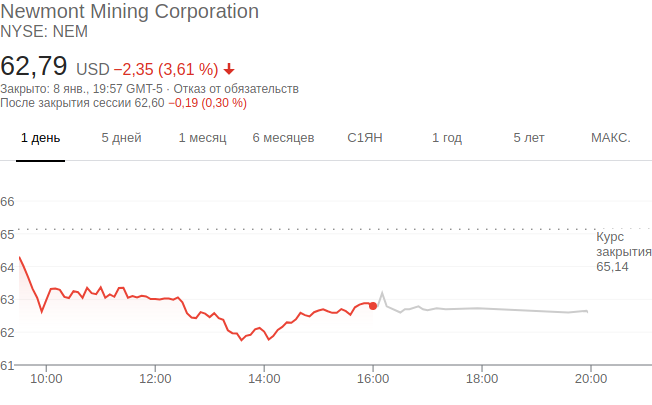 Newmont Mining Corporation
NYSE: NEM
62,79 USD −2,35 (3,61 %)
Закрыто: 8 янв., 19:57 GMT-5 · Отказ от обязательств
После закрытия сессии 62,60 −0,19 (0,30 %)
1 день 5 дней 1 месяц 6 месяцев С1ЯН 1 год 5 лет МАКС.
66
65
Курс
закрытия
65,14
64
63
62
61
10:00 12:00 14:00 16:00 18:00 20:00